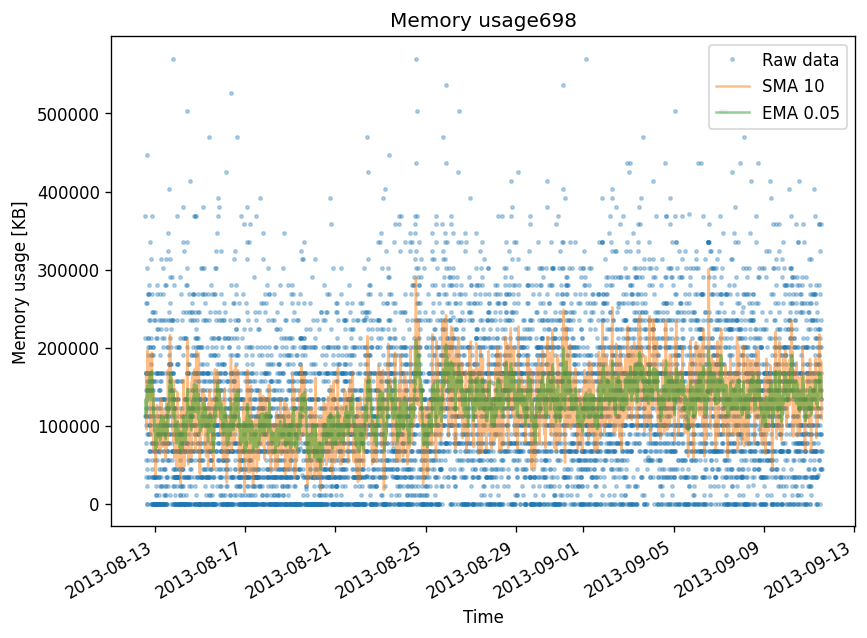 Memory usage698
Raw data
SMA 10
EMA 0.05
Memory usage [KB]
500000
400000
300000
200000
100000
0
2013-08-13
2013-08-17
2013-08-21
2013-08-25
2013-08-29
2013-09-01
2013-09-05
2013-09-09
2013-09-13
Time